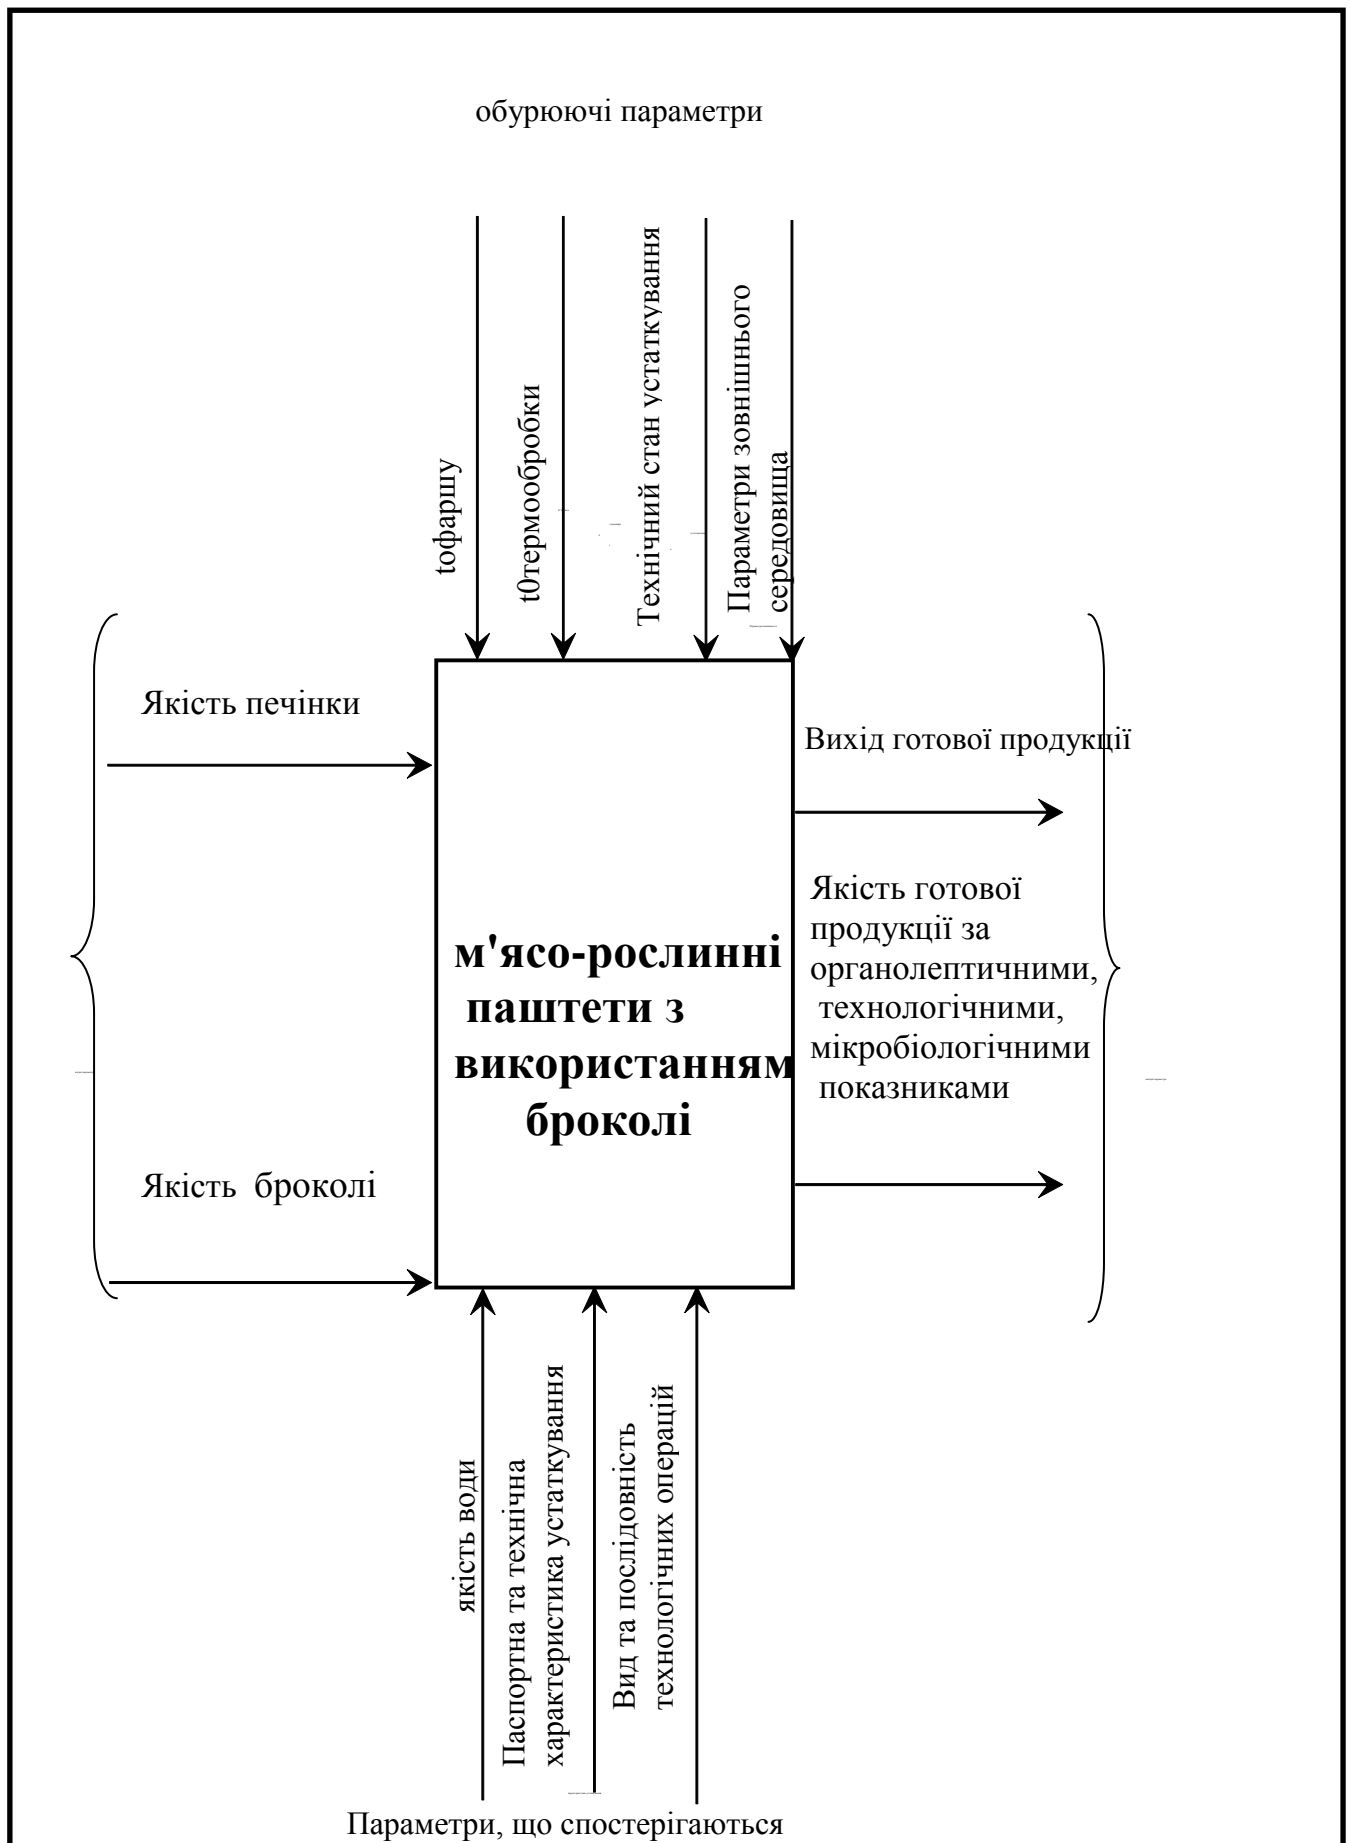 обурюючі параметри
tофаршу
t0термообробки
Технічний стан устаткування
Параметри зовнішнього
середовища
Якість печінки
Вихід готової продукції
Якість готової
продукції за
органолептичними,
технологічними,
мікробіологічними
показниками
м'ясо-рослинні
паштети з
використанням
броколі
Якість броколі
якість води
Паспортна та технічна
характеристика устаткування
Вид та послідовність
технологічних операцій
Параметри, що спостерігаються